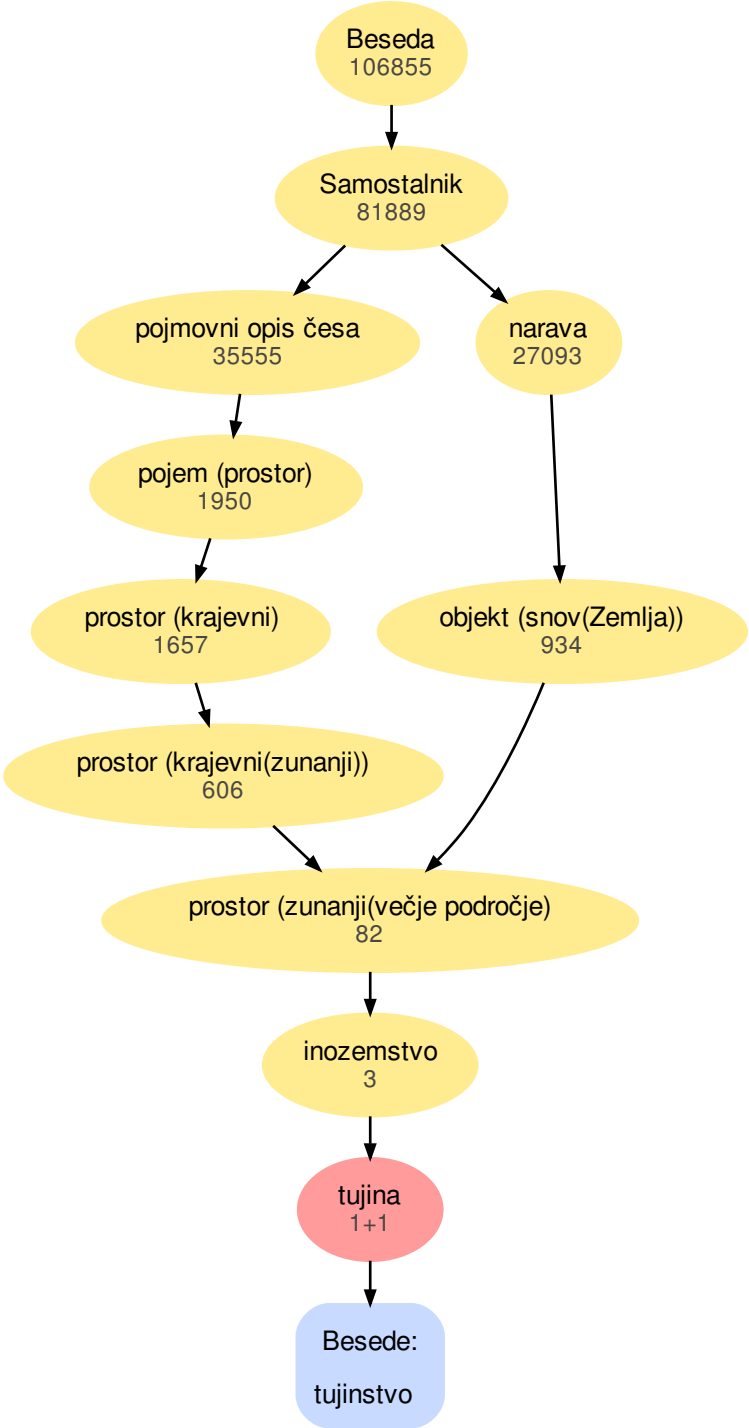 Beseda
106855
Samostalnik
81889
pojmovni opis česa
35555
narava
27093
pojem (prostor)
1950
prostor (krajevni)
1657
objekt (snov(Zemlja))
934
prostor (krajevni(zunanji))
606
prostor (zunanji(večje področje)
82
inozemstvo
3
tujina
1+1
Besede:
tujinstvo